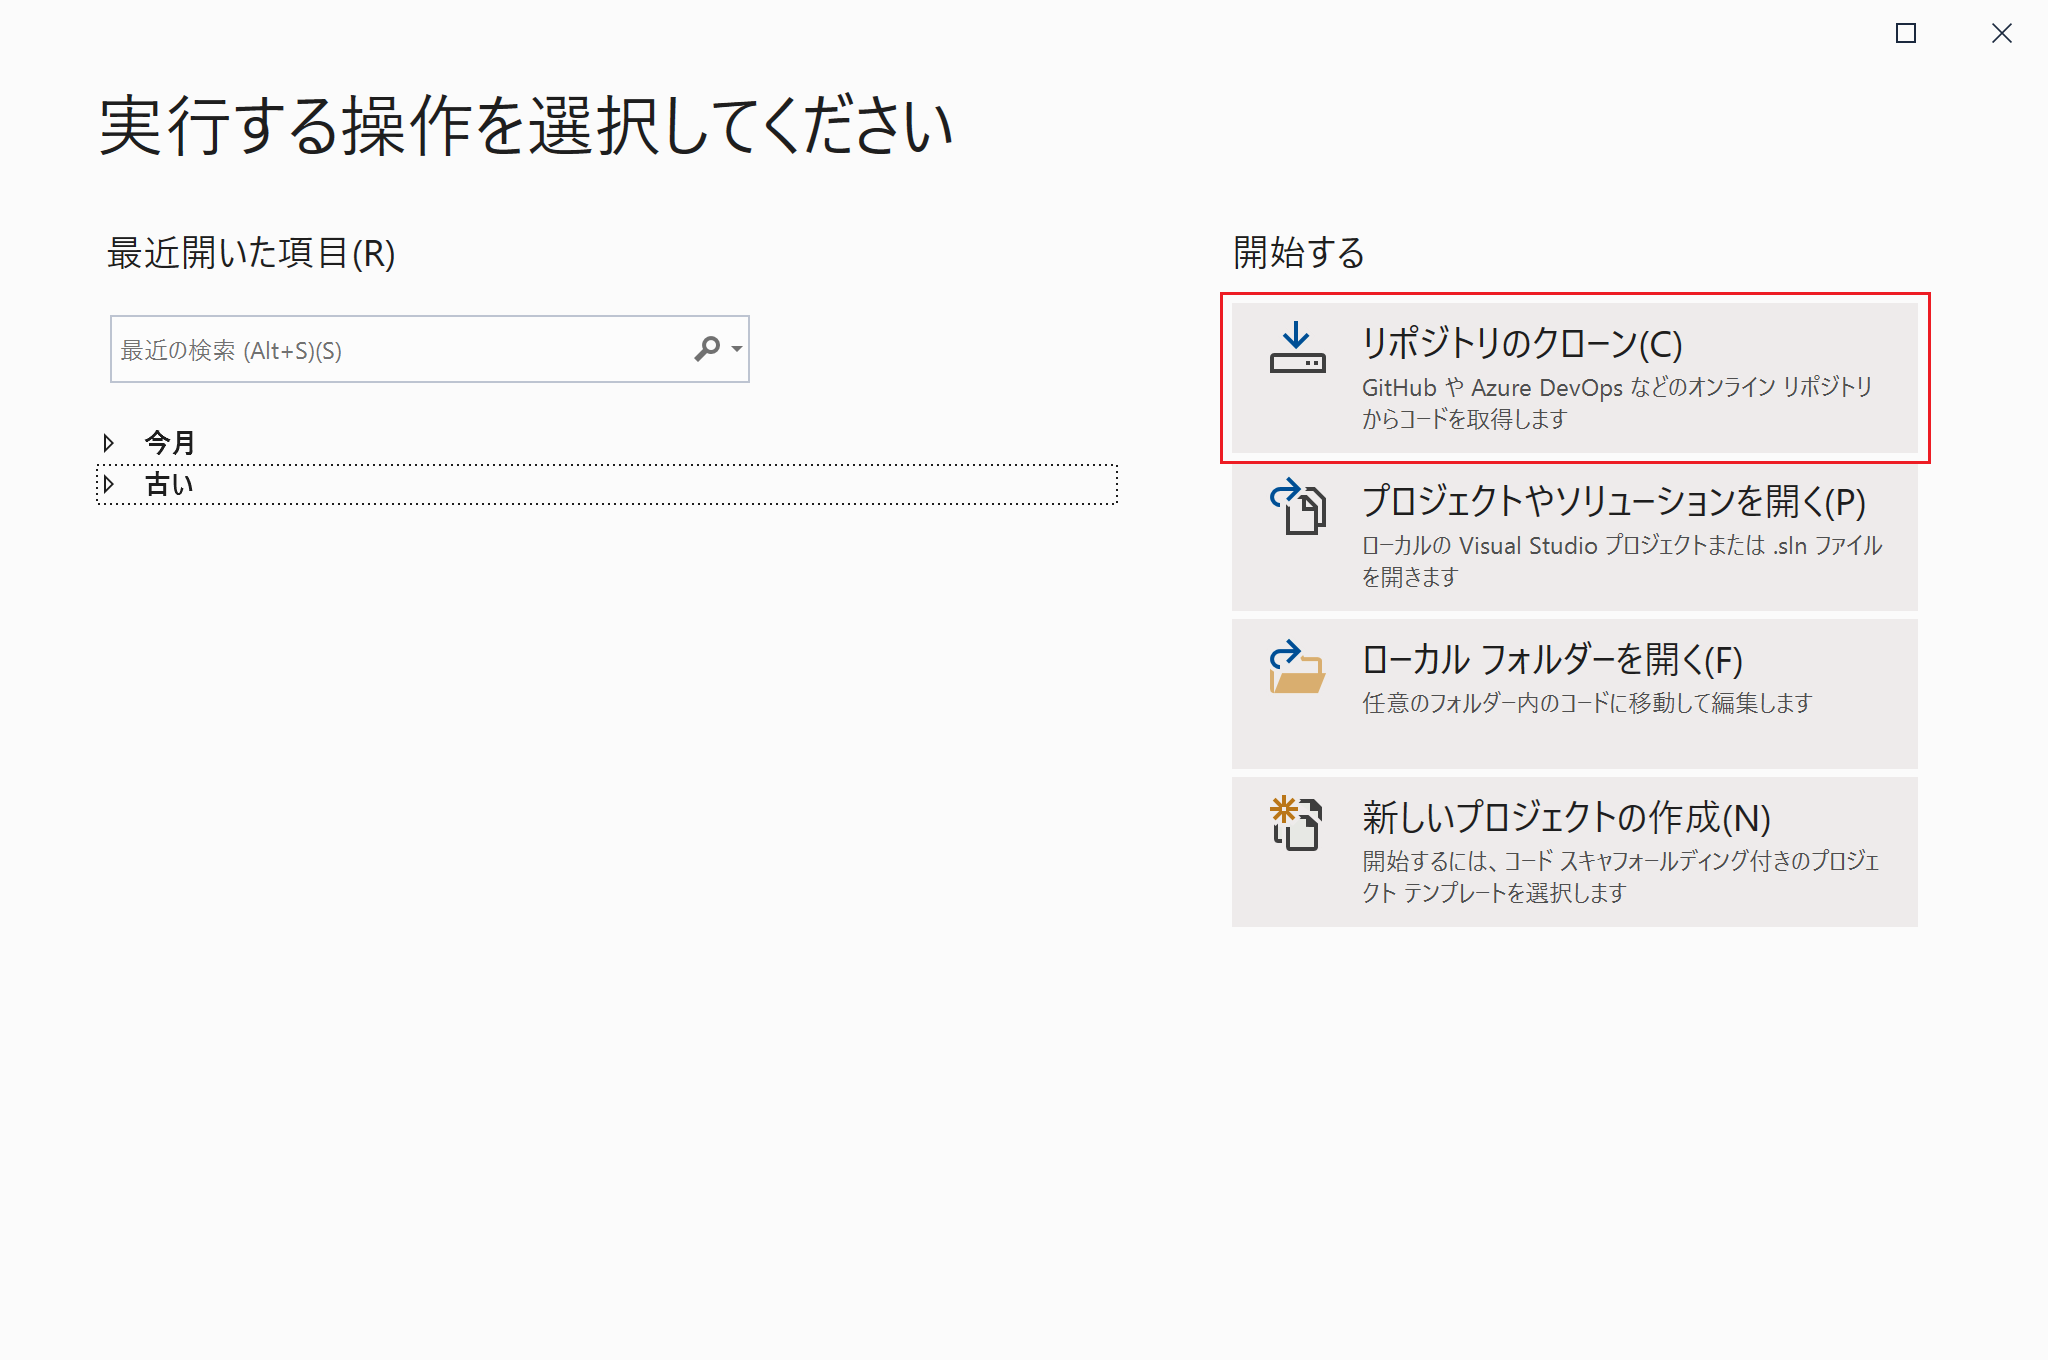 実行する操作を選択してください
最近開いた項目(R)
最近の検索 (Alt+S)(S)
今月
古い
開始する
リポジトリのクローン(C)
GitHub や Azure DevOps などのオンライン リポジトリ
からコードを取得します
プロジェクトやソリューションを開く(P)
ローカルの Visual Studio プロジェクトまたは .sln ファイル
を開きます
ローカル フォルダーを開く(F)
任意のフォルダー内のコードに移動して編集します
新しいプロジェクトの作成(N)
開始するには、コード スキャフォールディング付きのプロジェ
クト テンプレートを選択します